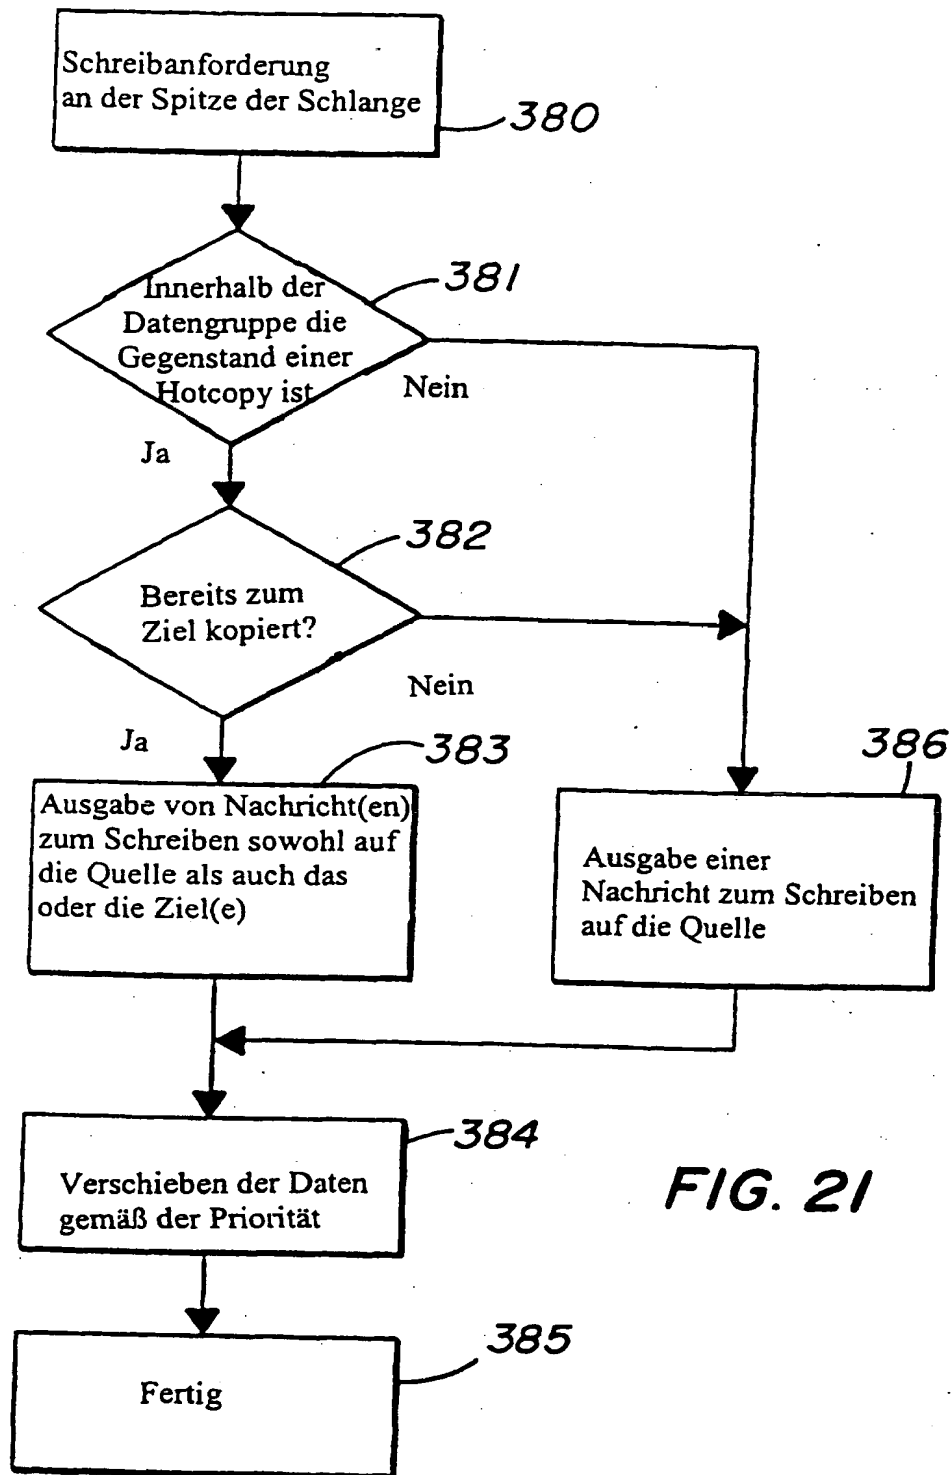 Schreibanforderung
an der Spitze der Schlange
380
Innerhalb der
Datengruppe die
Gegenstand einer
Hotcopy ist
381
Nein
Ja
382
Bereits zum
Ziel kopiert?
Nein
Ja
383
386
Ausgabe von Nachricht(en)
zum Schreiben sowohl auf
die Quelle als auch das
oder die Ziel(e)
Ausgabe einer
Nachricht zum Schreiben
auf die Quelle
384
Verschieben der Daten
gemäß der Priorität
FIG. 21
385
Fertig